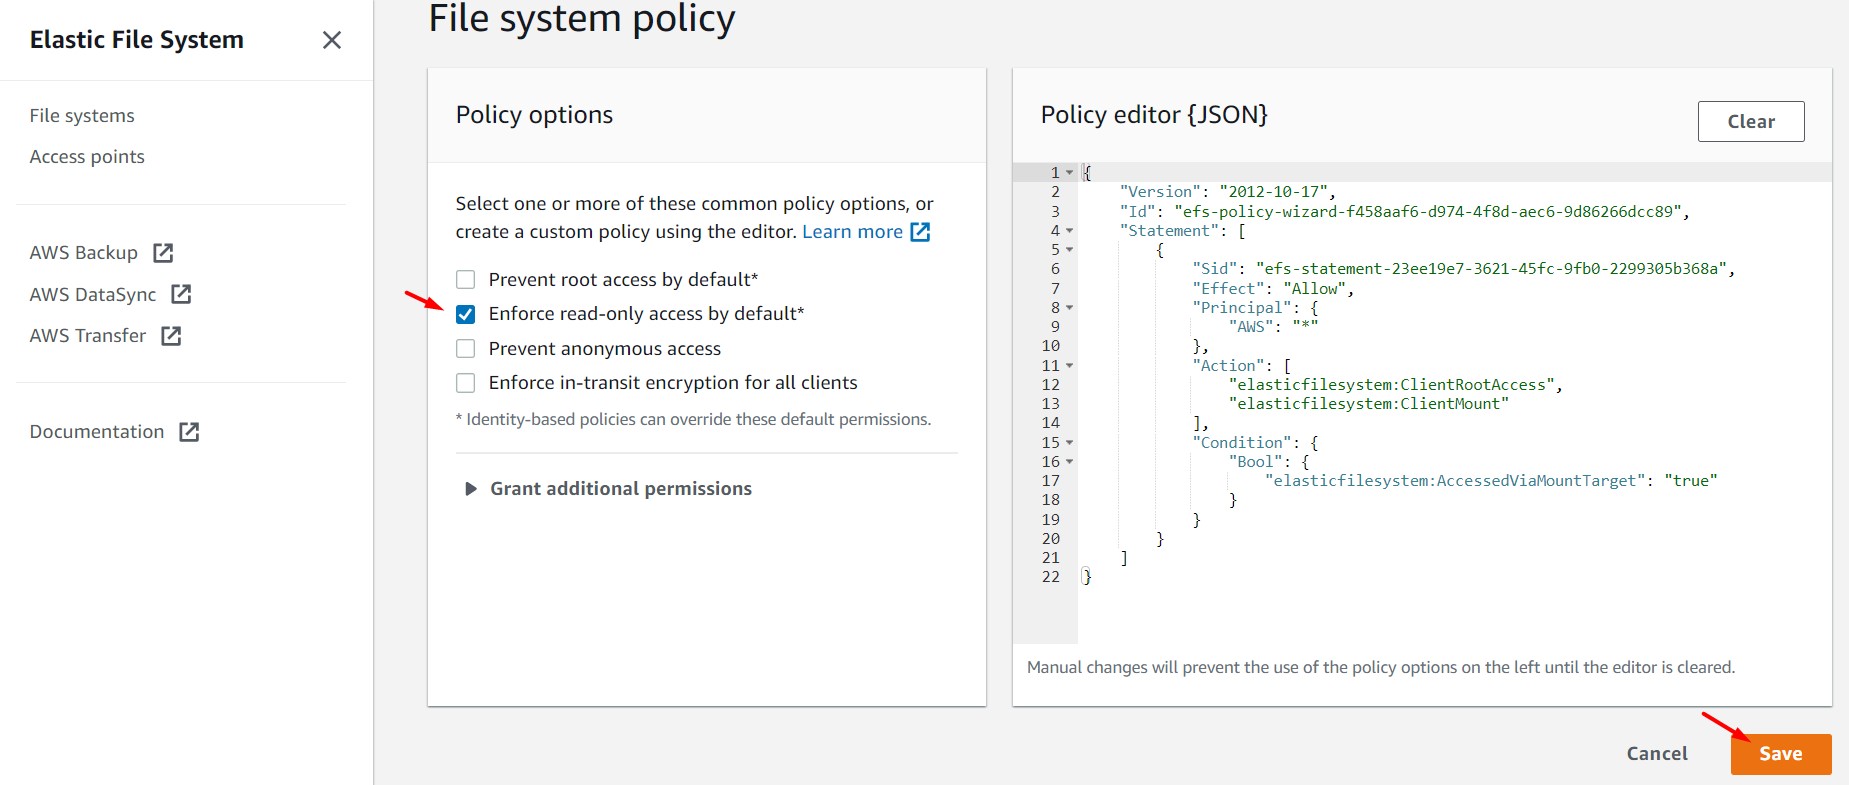 Elastic File System
File systems
Access points
AWS Backup
AWS DataSync
AWS Transfer
Documentation
File system policy
Policy options
Select one or more of these common policy options, or
create a custom policy using the editor. Learn more
Prevent root access by default*
Enforce read-only access by default*
Prevent anonymous access
Enforce in-transit encryption for all clients
* Identity-based policies can override these default permissions.
Grant additional permissions
Policy editor {JSON}
Clear
1 {
2 "Version": "2012-10-17",
3 "Id": "efs-policy-wizard-f458aaf6-d974-4f8d-aec6-9d86266dcc89",
4 "Statement": [
5 {
6 "Sid": "efs-statement-23ee19e7-3621-45fc-9fb0-2299305b368a",
7 "Effect": "Allow",
8 "Principal": {
9 "AWS": "*"
10 },
11 "Action": [
12 "elasticfilesystem:ClientRootAccess",
13 "elasticfilesystem:ClientMount"
14 ],
15 "Condition": {
16 "Bool": {
17 "elasticfilesystem:AccessedViaMountTarget": "true"
18 }
19 }
20 }
21 ]
22 }
Manual changes will prevent the use of the policy options on the left until the editor is cleared.
Cancel
Save